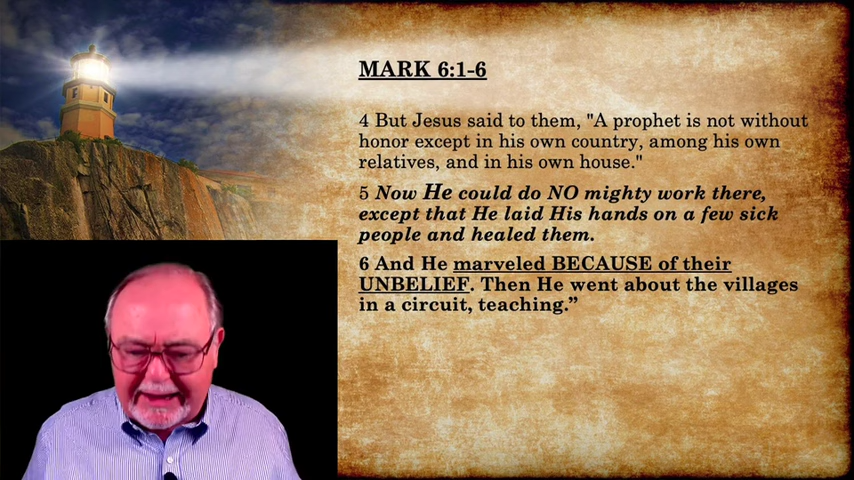 MARK 6:1-6
4 But Jesus said to them, "A prophet is not without
honor except in his own country, among his own
relatives, and in his own house."
5 Now He could do NO mighty work there,
except that He laid His hands on a few sick
people and healed them.
6 And He marveled BECAUSE of their
UNBELIEF. Then He went about the villages
in a circuit, teaching.”